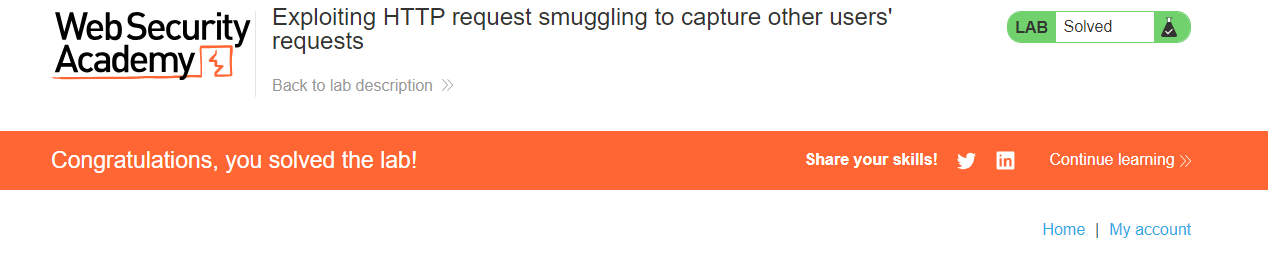 Web Security
Academy
Exploiting HTTP request smuggling to capture other users'
requests
Back to lab description
LAB Solved
Congratulations, you solved the lab!
Share your skills!
Continue learning
Home | My account